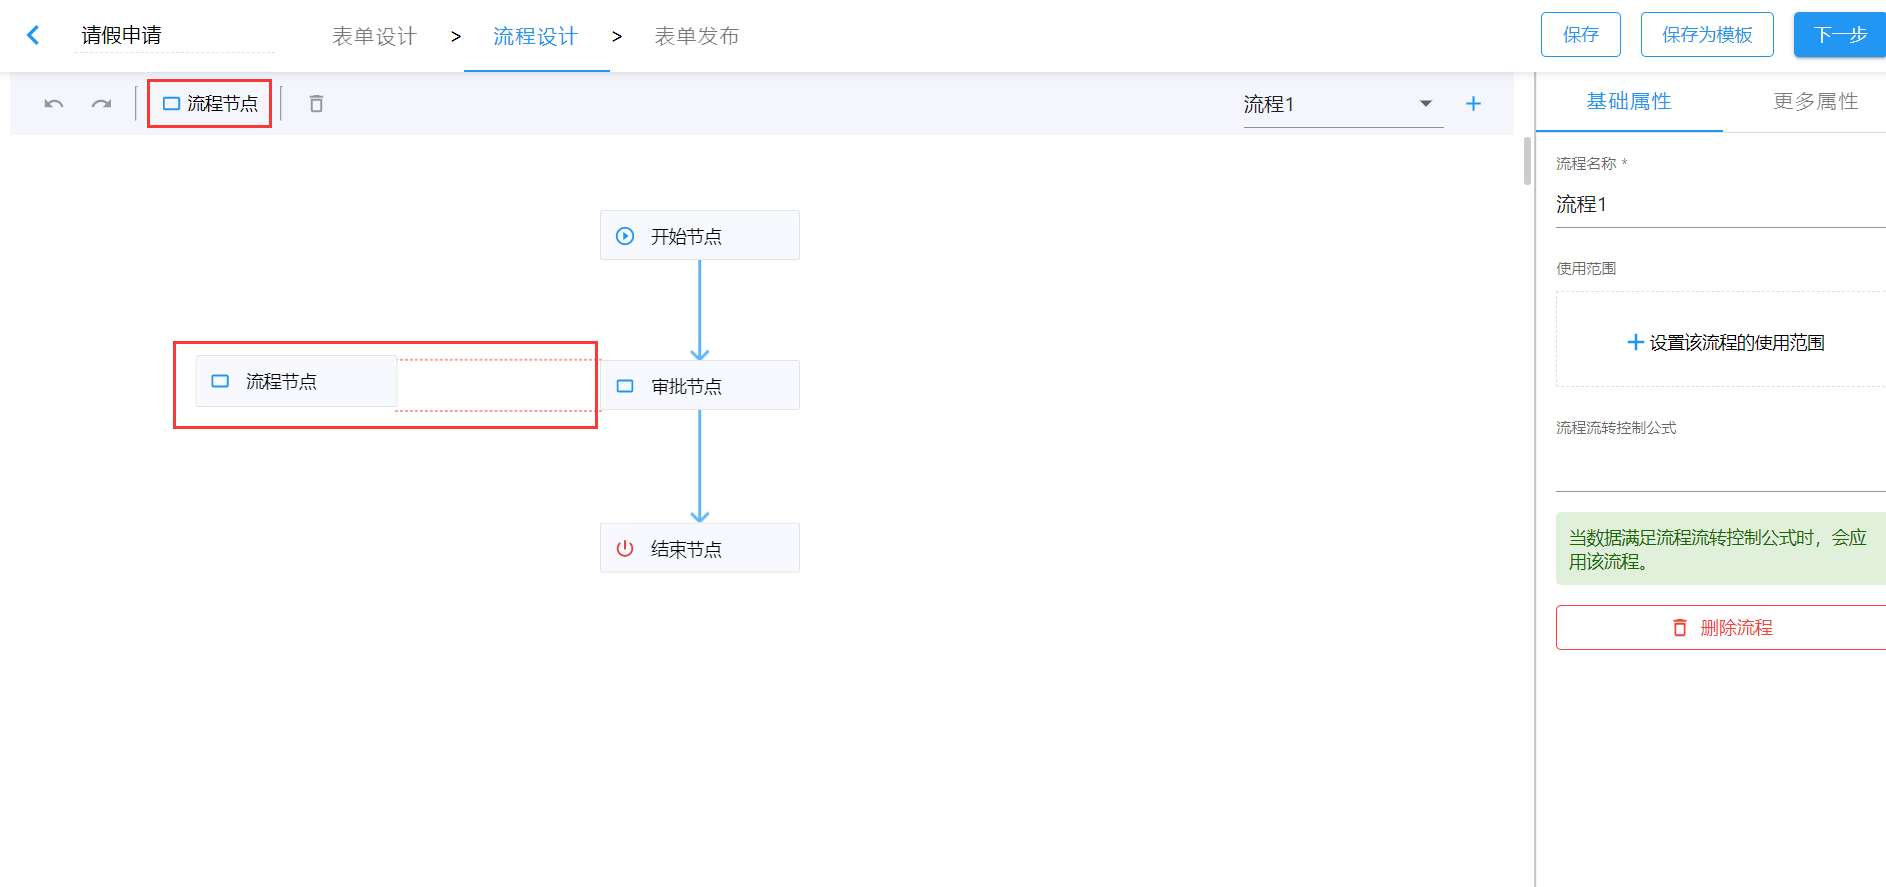 请假申请
表单设计 > 流程设计 > 表单发布
保存
保存为模板
下一步
流程节点
流程1
基础属性
更多属性
流程名称 *
流程1
使用范围
设置该流程的使用范围
流程流转控制公式
当数据满足流程流转控制公式时，会应
用该流程。
删除流程
开始节点
流程节点
审批节点
结束节点